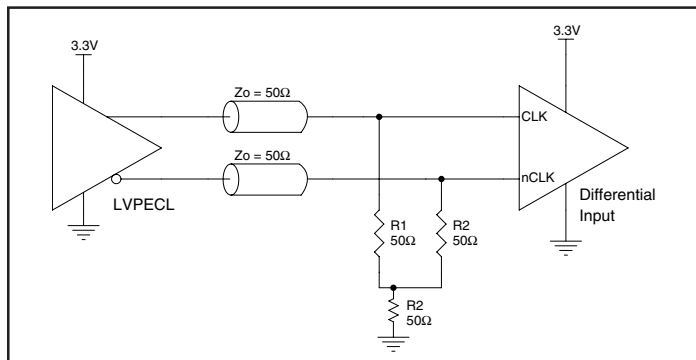 3.3V
3.3V
Zo = 50Ω
CLK
Zo = 50Ω
nCLK
LVPECL
Differential
Input
R1
50Ω
R2
50Ω
R2
50Ω